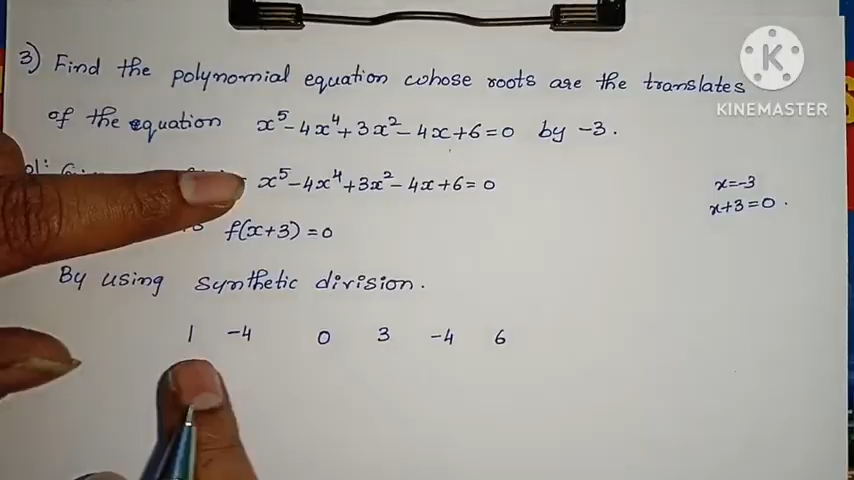 3) Find the polynomial equation whose roots are the translates
of the equation x⁵-4x⁴+3x²-4x+6=0 by -3.
x⁵-4x⁴+3x²-4x+6=0
x=-3
x+3=0.
f(x+3)=0
By using synthetic division.
1 -4 0 3 -4 6
K
KINEMASTER